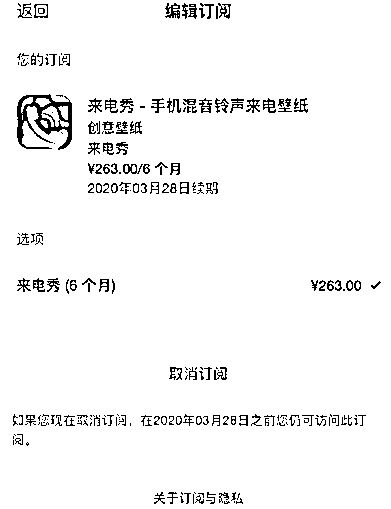 返回
编辑订阅
您的订阅
来电秀 - 手机混音铃声来电壁纸
创意壁纸
来电秀
¥263.00/6 个月
2020年03月28日续期
选项
来电秀 (6 个月)
¥263.00 ✓
取消订阅
如果您现在取消订阅，在2020年03月28日之前您仍可访问此订
阅。
关于订阅与隐私